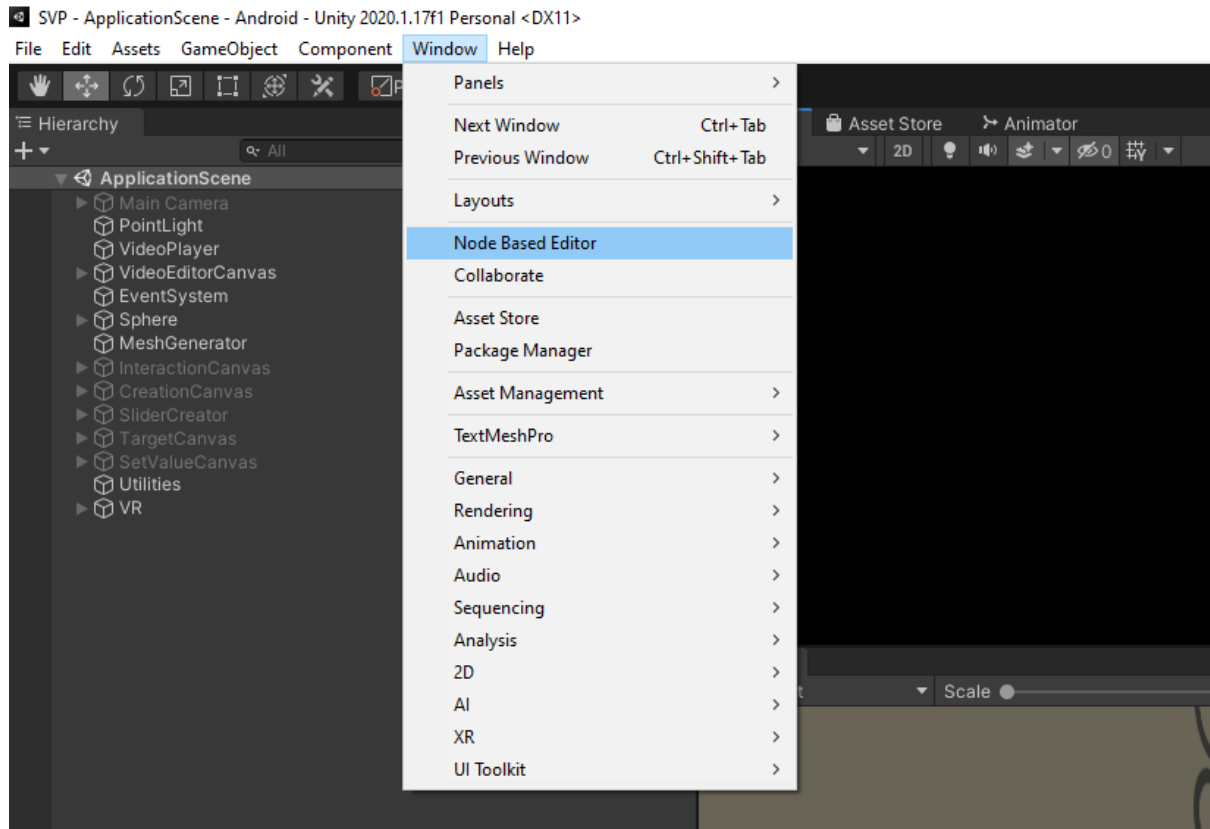 SVP - ApplicationScene - Android - Unity 2020.1.17f1 Personal <DX11>
File Edit Assets GameObject Component Window Help
Hierarchy
All
ApplicationScene
Main Camera
PointLight
VideoPlayer
VideoEditorCanvas
EventSystem
Sphere
MeshGenerator
InteractionCanvas
CreationCanvas
SliderCreator
TargetCanvas
SetValueCanvas
Utilities
VR
Panels
Next Window Ctrl+Tab
Previous Window Ctrl+Shift+Tab
Layouts
Node Based Editor
Collaborate
Asset Store
Package Manager
Asset Management
TextMeshPro
General
Rendering
Animation
Audio
Sequencing
Analysis
2D
AI
XR
UI Toolkit
Asset Store Animator
2D 0
Scale